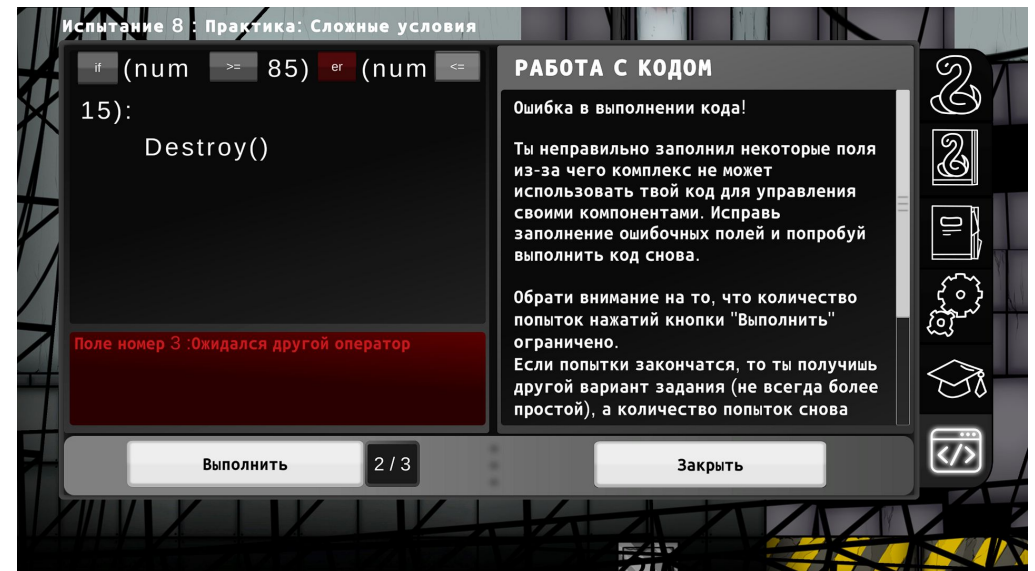 Испытание 8 : Практика: Сложные условия
if (num >= 85) er (num <=
15):
Destroy()
Поле номер 3 :Ожидался другой оператор
Выполнить 2 / 3
РАБОТА С КОДОМ
Ошибка в выполнении кода!
Ты неправильно заполнил некоторые поля
из-за чего комплекс не может
использовать твой код для управления
своими компонентами. Исправь
заполнение ошибочных полей и попробуй
выполнить код снова.
Обрати внимание на то, что количество
попыток нажатий кнопки "Выполнить"
ограничено.
Если попытки закончатся, то ты получишь
другой вариант задания (не всегда более
простой), а количество попыток снова
Закрыть